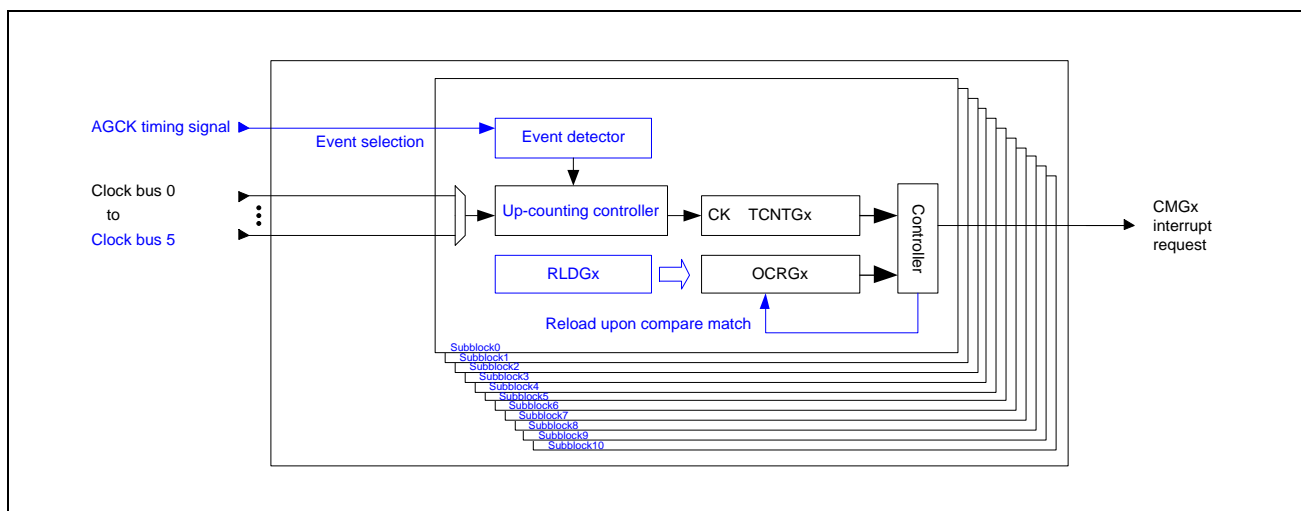 AGCK timing signal
Event selection
Event detector
Clock bus 0
to
Clock bus 5
Up-counting controller
CK TCNTGx
Controller
CMGx
interrupt
request
RLDGx
OCRGx
Reload upon compare match
Subblock0
Subblock1
Subblock2
Subblock3
Subblock4
Subblock5
Subblock6
Subblock7
Subblock8
Subblock9
Subblock10